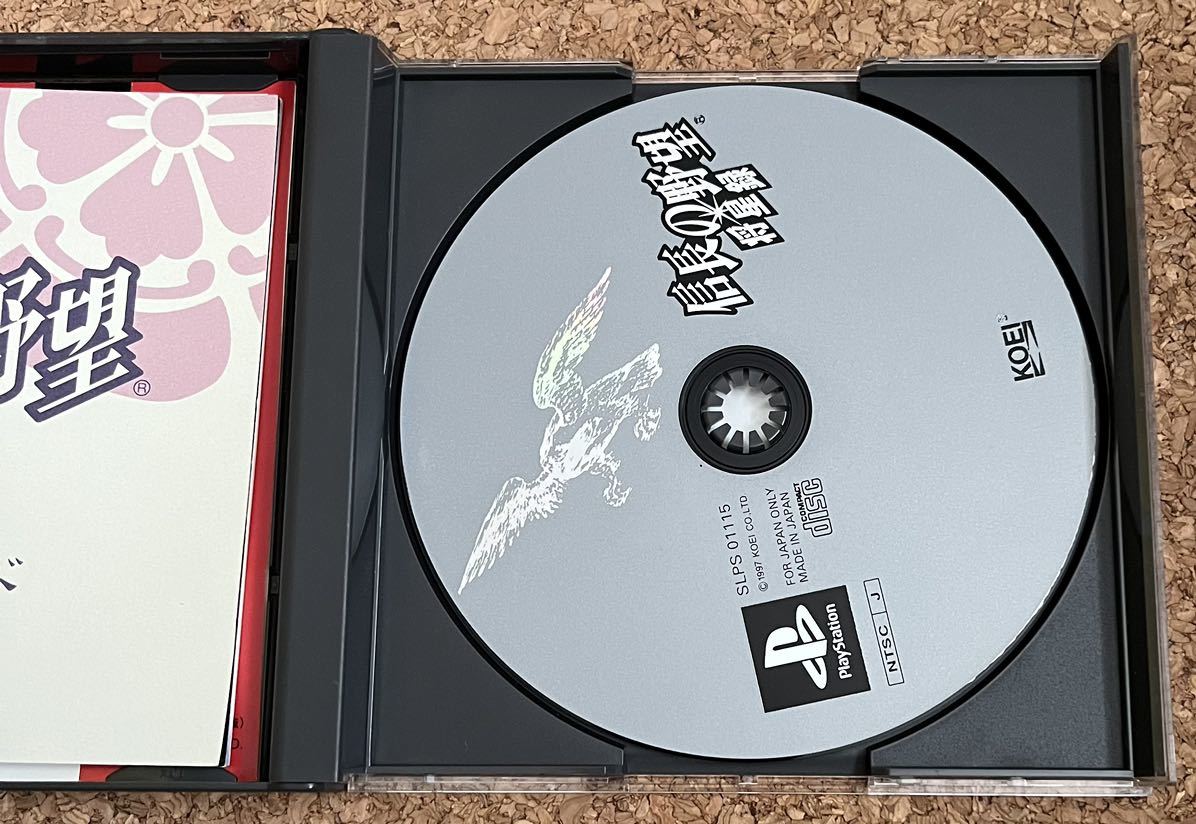 野望®
信長の野望®
将星録
KOEI®
SLPS 01115
©1997 KOEI CO.,LTD
FOR JAPAN ONLY
MADE IN JAPAN
COMPACT
disc
PlayStation
NTSC J